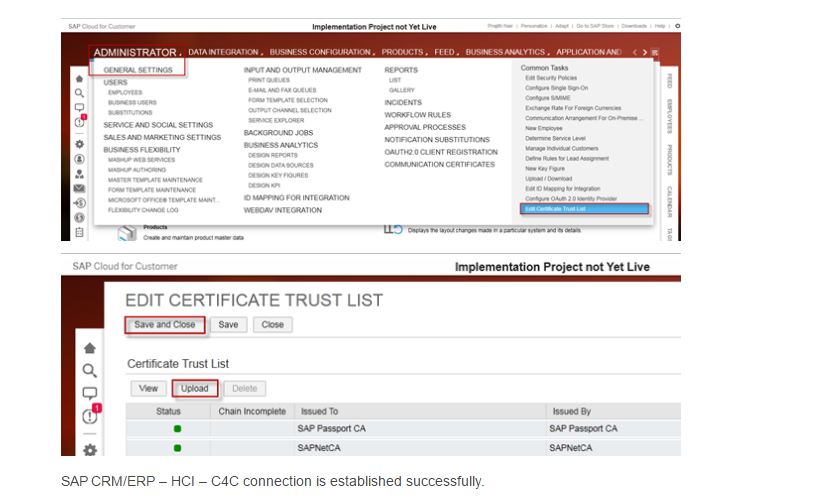 SAP Cloud for Customer
Implementation Project not Yet Live
Projith Nair | Personalize | Adapt | Go to SAP Store | Downloads | Help |
ADMINISTRATOR DATA INTEGRATION BUSINESS CONFIGURATION PRODUCTS FEED BUSINESS ANALYTICS APPLICATION AND
GENERAL SETTINGS
USERS
EMPLOYEES
BUSINESS USERS
SUBSTITUTIONS
SERVICE AND SOCIAL SETTINGS
SALES AND MARKETING SETTINGS
BUSINESS FLEXIBILITY
MASHUP WEB SERVICES
MASHUP AUTHORING
MASTER TEMPLATE MAINTENANCE
FORM TEMPLATE MAINTENANCE
MICROSOFT OFFICE® TEMPLATE MAINT...
FLEXIBILITY CHANGE LOG
INPUT AND OUTPUT MANAGEMENT
PRINT QUEUES
E-MAIL AND FAX QUEUES
FORM TEMPLATE SELECTION
OUTPUT CHANNEL SELECTION
SERVICE EXPLORER
BACKGROUND JOBS
BUSINESS ANALYTICS
DESIGN REPORTS
DESIGN DATA SOURCES
DESIGN KEY FIGURES
DESIGN KPI
ID MAPPING FOR INTEGRATION
WEBDAV INTEGRATION
REPORTS
LIST
GALLERY
INCIDENTS
WORKFLOW RULES
APPROVAL PROCESSES
NOTIFICATION SUBSTITUTIONS
OAUTH2.0 CLIENT REGISTRATION
COMMUNICATION CERTIFICATES
Common Tasks
Edit Security Policies
Configure Single Sign-On
Configure S/MIME
Exchange Rate For Foreign Currencies
Communication Arrangement For On-Premise ...
New Employee
Determine Service Level
Manage Individual Customers
Define Rules for Lead Assignment
New Key Figure
Upload / Download
Edit ID Mapping for Integration
Configure OAuth 2.0 Identity Provider
Edit Certificate Trust List
FEED
EMPLOYEES
PRODUCTS
CALENDAR
1
Products
Create and maintain product master data
Displays the layout changes made in a particular system and its details.
SAP Cloud for Customer
Implementation Project not Yet Live
EDIT CERTIFICATE TRUST LIST
Save and Close Save Close
Certificate Trust List
View Upload Delete
1
Status Chain Incomplete Issued To Issued By
SAP Passport CA SAP Passport CA
SAPNetCA SAPNetCA
SAP CRM/ERP – HCI – C4C connection is established successfully.